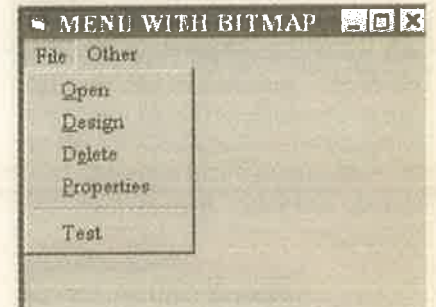 MENU WITH BITMAP
File Other
Open
Design
Delete
Properties
Test